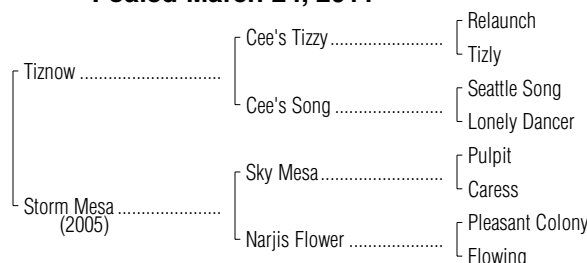 Foaled March 24, 2011
Relaunch
Cee's Tizzy
Tizly
Tiznow
Seattle Song
Cee's Song
Lonely Dancer
Pulpit
Sky Mesa
Caress
Storm Mesa
(2005)
Pleasant Colony
Narjis Flower
Flowing